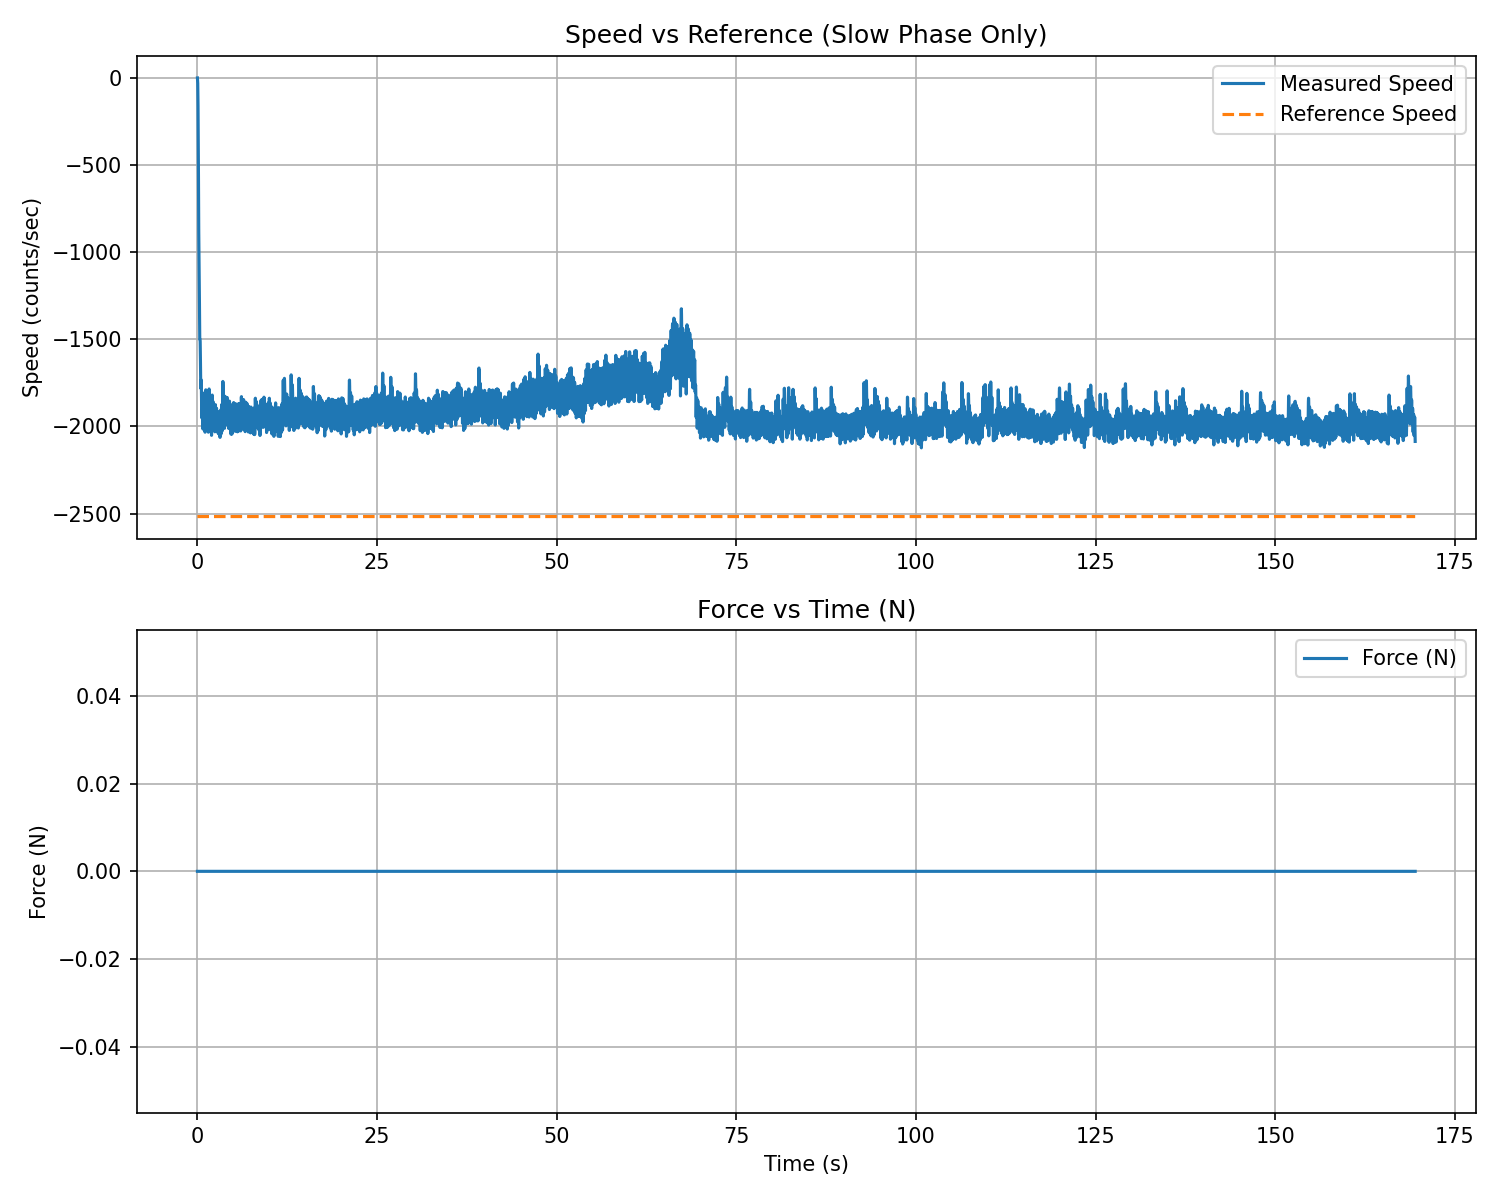 Speed vs Reference (Slow Phase Only)
Speed (counts/sec)
0
−500
−1000
−1500
−2000
−2500
Measured Speed
Reference Speed
0 25 50 75 100 125 150 175
Force vs Time (N)
Force (N)
0.04
0.02
0.00
−0.02
−0.04
Force (N)
0 25 50 75 100 125 150 175
Time (s)